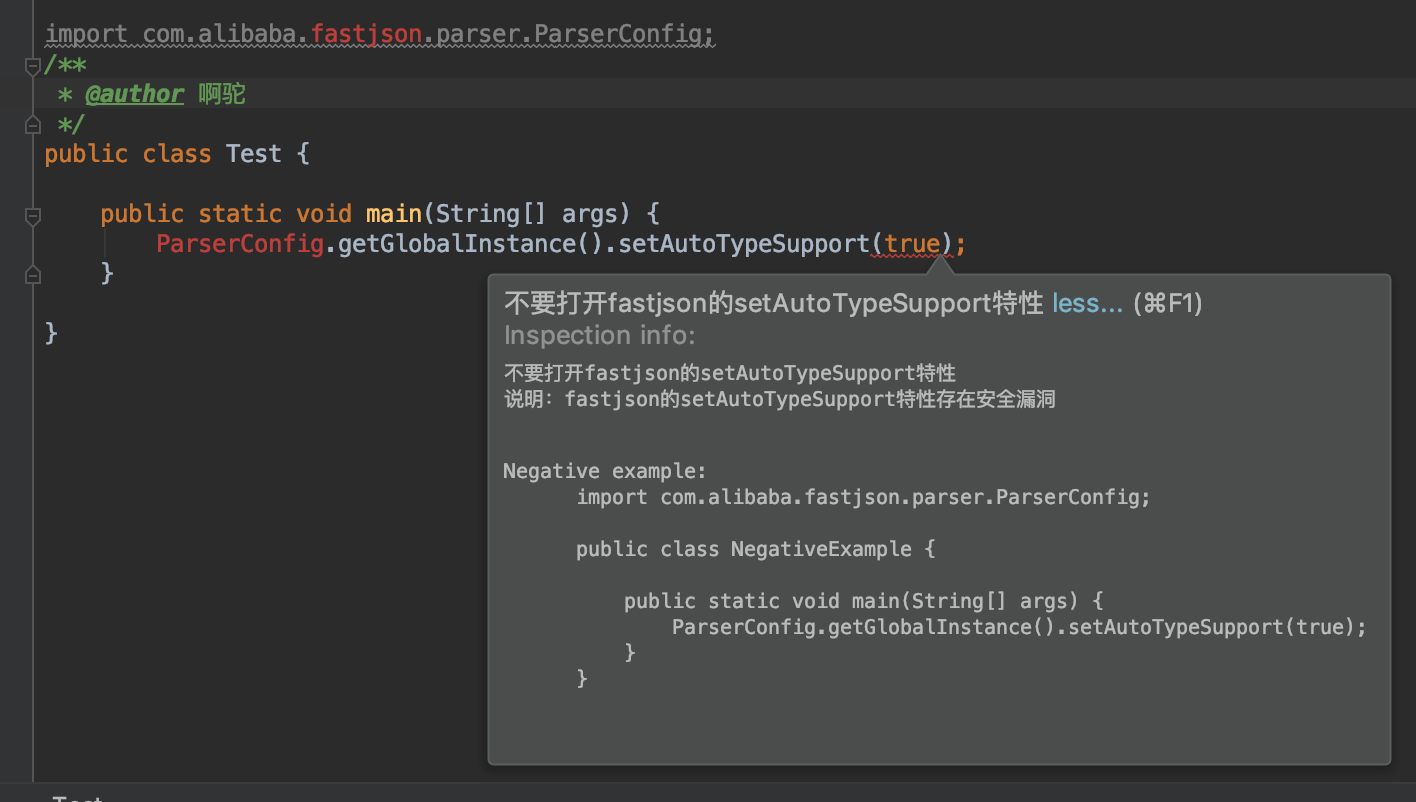 import com.alibaba.fastjson.parser.ParserConfig;
/**
 * @author 啊驼
 */
public class Test {
public static void main(String[] args) {
ParserConfig.getGlobalInstance().setAutoTypeSupport(true);
}
}
不要打开fastjson的setAutoTypeSupport特性 less... (⌘F1)
Inspection info:
不要打开fastjson的setAutoTypeSupport特性
说明：fastjson的setAutoTypeSupport特性存在安全漏洞
Negative example:
import com.alibaba.fastjson.parser.ParserConfig;
public class NegativeExample {
public static void main(String[] args) {
ParserConfig.getGlobalInstance().setAutoTypeSupport(true);
}
}
Test